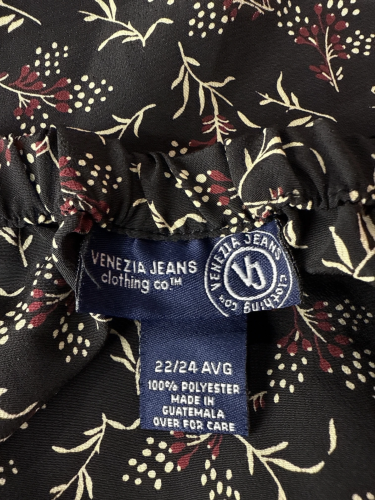 VENEZIA JEANS
clothing co™
VENEZIA JEANS
VJ
clothing co™
22/24 AVG
100% POLYESTER
MADE IN
GUATEMALA
OVER FOR CARE